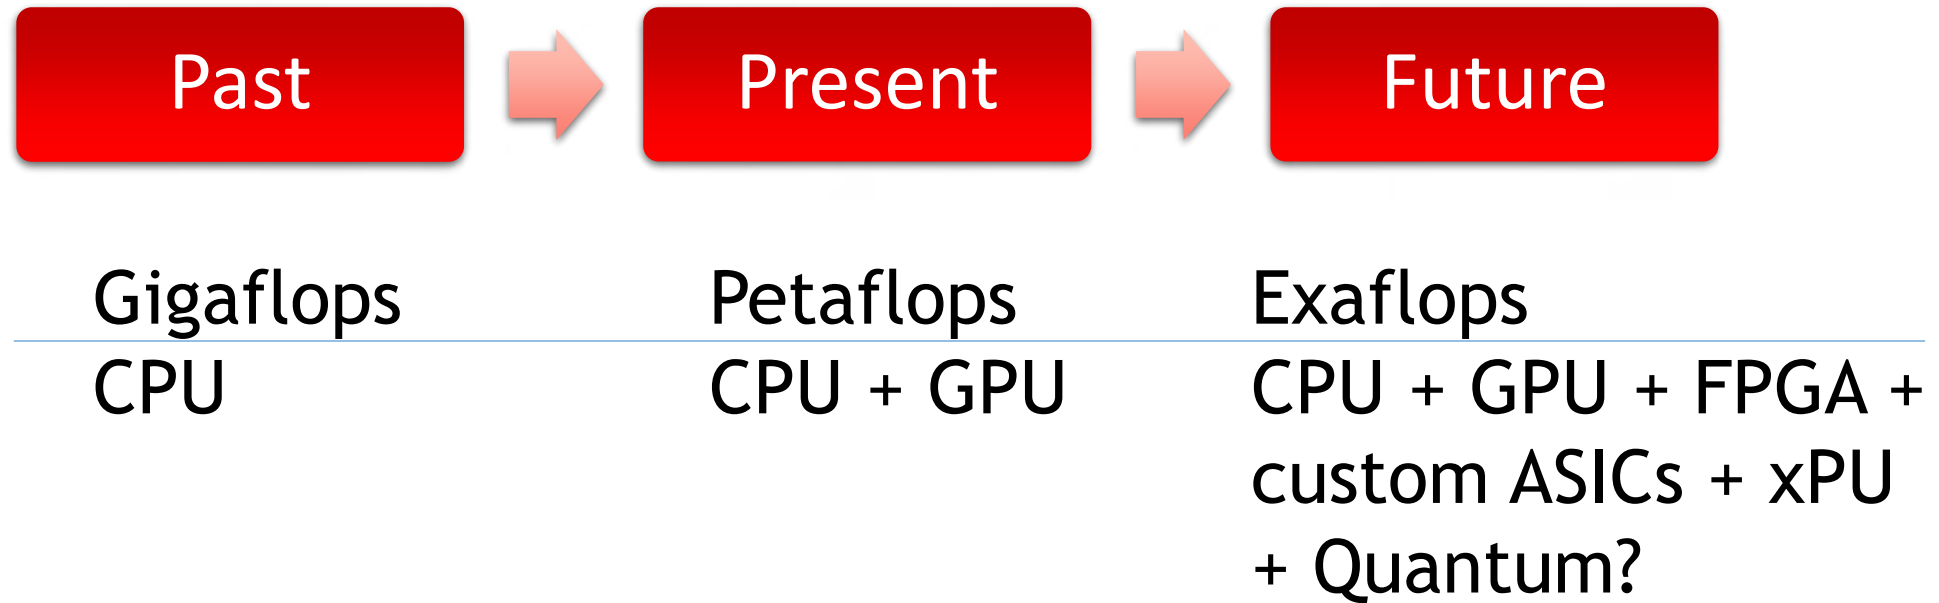 Past
Present
Future
Gigaflops
Petaflops
Exaflops
CPU
CPU + GPU
CPU + GPU + FPGA +
custom ASICs + xPU
+ Quantum?